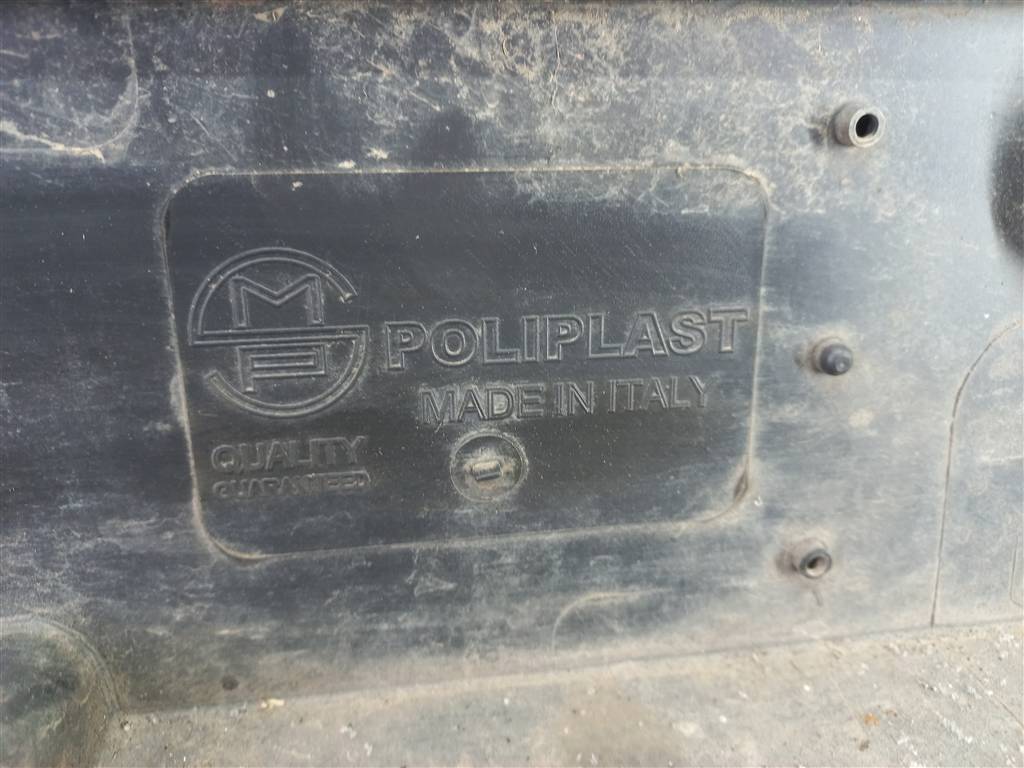 M
P
POLIPLAST
MADE IN ITALY
QUALITY
GUARANTEED